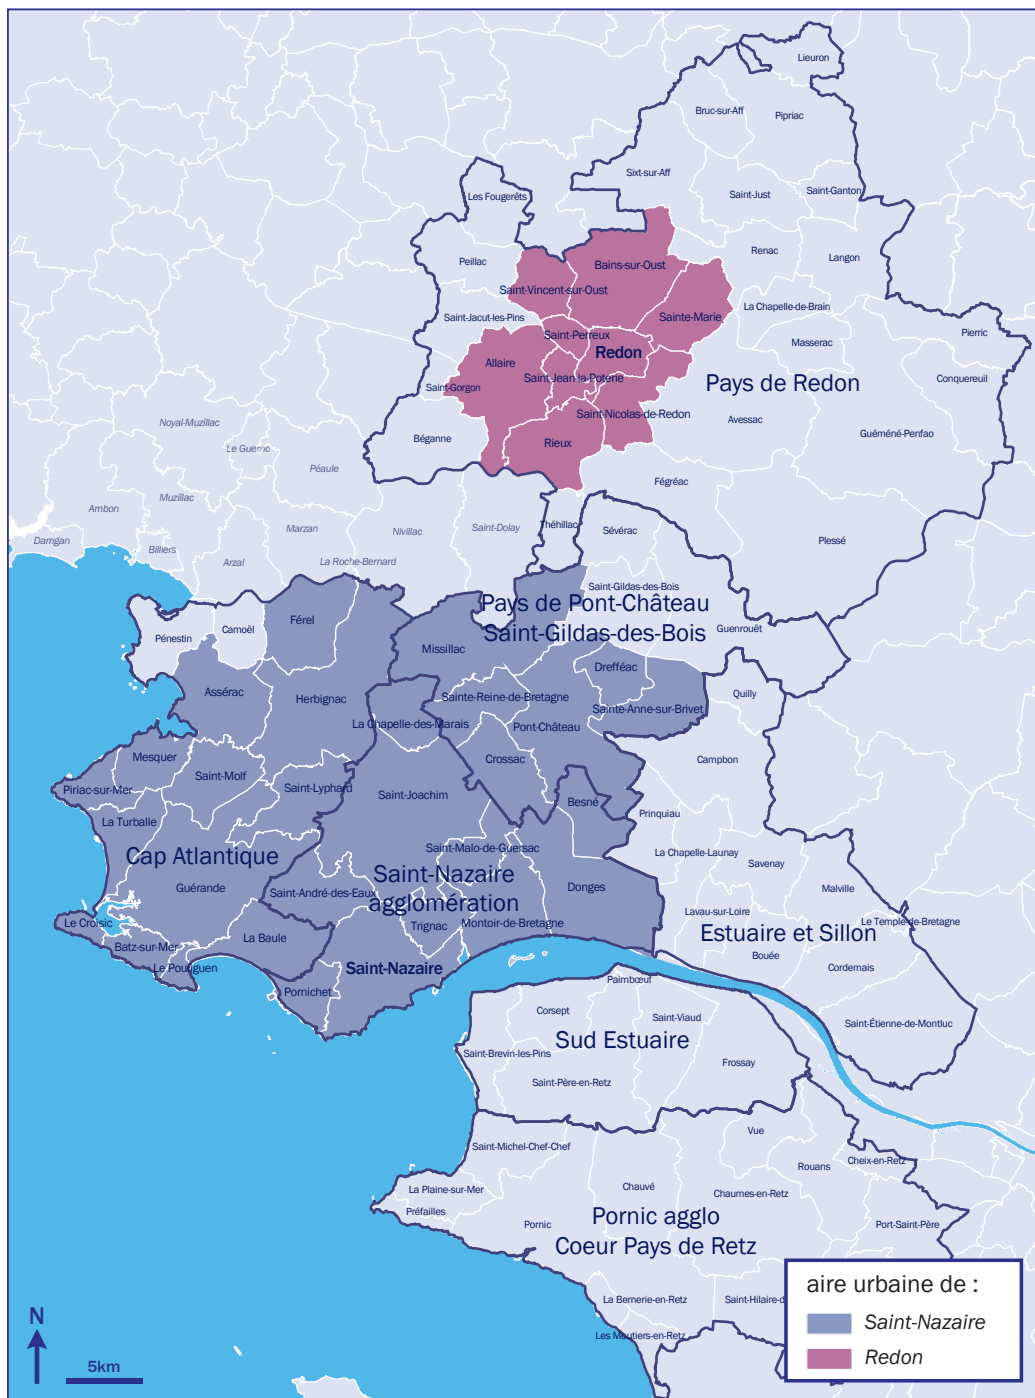 Lieuron
Bruc-sur-Aff
Pipriac
Sixt-sur-Aff
Saint-Just
Saint-Ganton
Les Fougerêts
Renac
Langon
Peillac
Bains-sur-Oust
Saint-Vincent-sur-Oust
La Chapelle-de-Brain
Saint-Jacut-les-Pins
Sainte-Marie
Saint-Perreux
Pierric
Masserac
Redon
Allaire
Saint-Jean-la-Poterie
Conquereuil
Pays de Redon
Saint-Gorgon
Saint-Nicolas-de-Redon
Avessac
Noyal-Muzillac
Guéméné-Penfao
Béganne
Rieux
Le Guerno
Péaule
Fégréac
Muzillac
Ambon
Marzan
Nivillac
Saint-Dolay
Théhillac
Sévérac
Damgan
Billiers
Plessé
Arzal
La Roche-Bernard
Saint-Gildas-des-Bois
Pays de Pont-Château
Saint-Gildas-des-Bois
Férel
Camoël
Pénestin
Guenrouët
Missillac
Drefféac
Assérac
Herbignac
Sainte-Reine-de-Bretagne
Quilly
Sainte-Anne-sur-Brivet
La Chapelle-des-Marais
Pont-Château
Mesquer
Crossac
Campbon
Saint-Molf
Piriac-sur-Mer
Saint-Lyphard
Saint-Joachim
Besné
Prinquiau
La Turballe
Saint-Malo-de-Guersac
La Chapelle-Launay
Savenay
Cap Atlantique
Saint-Nazaire
agglomération
Guérande
Saint-André-des-Eaux
Donges
Malville
Lavau-sur-Loire
Le Croisic
Trignac
Montoir-de-Bretagne
Le Temple-de-Bretagne
Estuaire et Sillon
La Baule
Batz-sur-Mer
Bouée
Le Pouliguen
Saint-Nazaire
Cordemais
Paimbœuf
Pornichet
Corsept
Saint-Viaud
Saint-Étienne-de-Montluc
Sud Estuaire
Saint-Brevin-les-Pins
Frossay
Saint-Père-en-Retz
Vue
Saint-Michel-Chef-Chef
Cheix-en-Retz
Rouans
La Plaine-sur-Mer
Chauvé
Chaumes-en-Retz
Préfailles
Pornic
Pornic agglo
Coeur Pays de Retz
Port-Saint-Père
La Bernerie-en-Retz
Saint-Hilaire-d
Les Moutiers-en-Retz
aire urbaine de :
Saint-Nazaire
Redon
N
5km